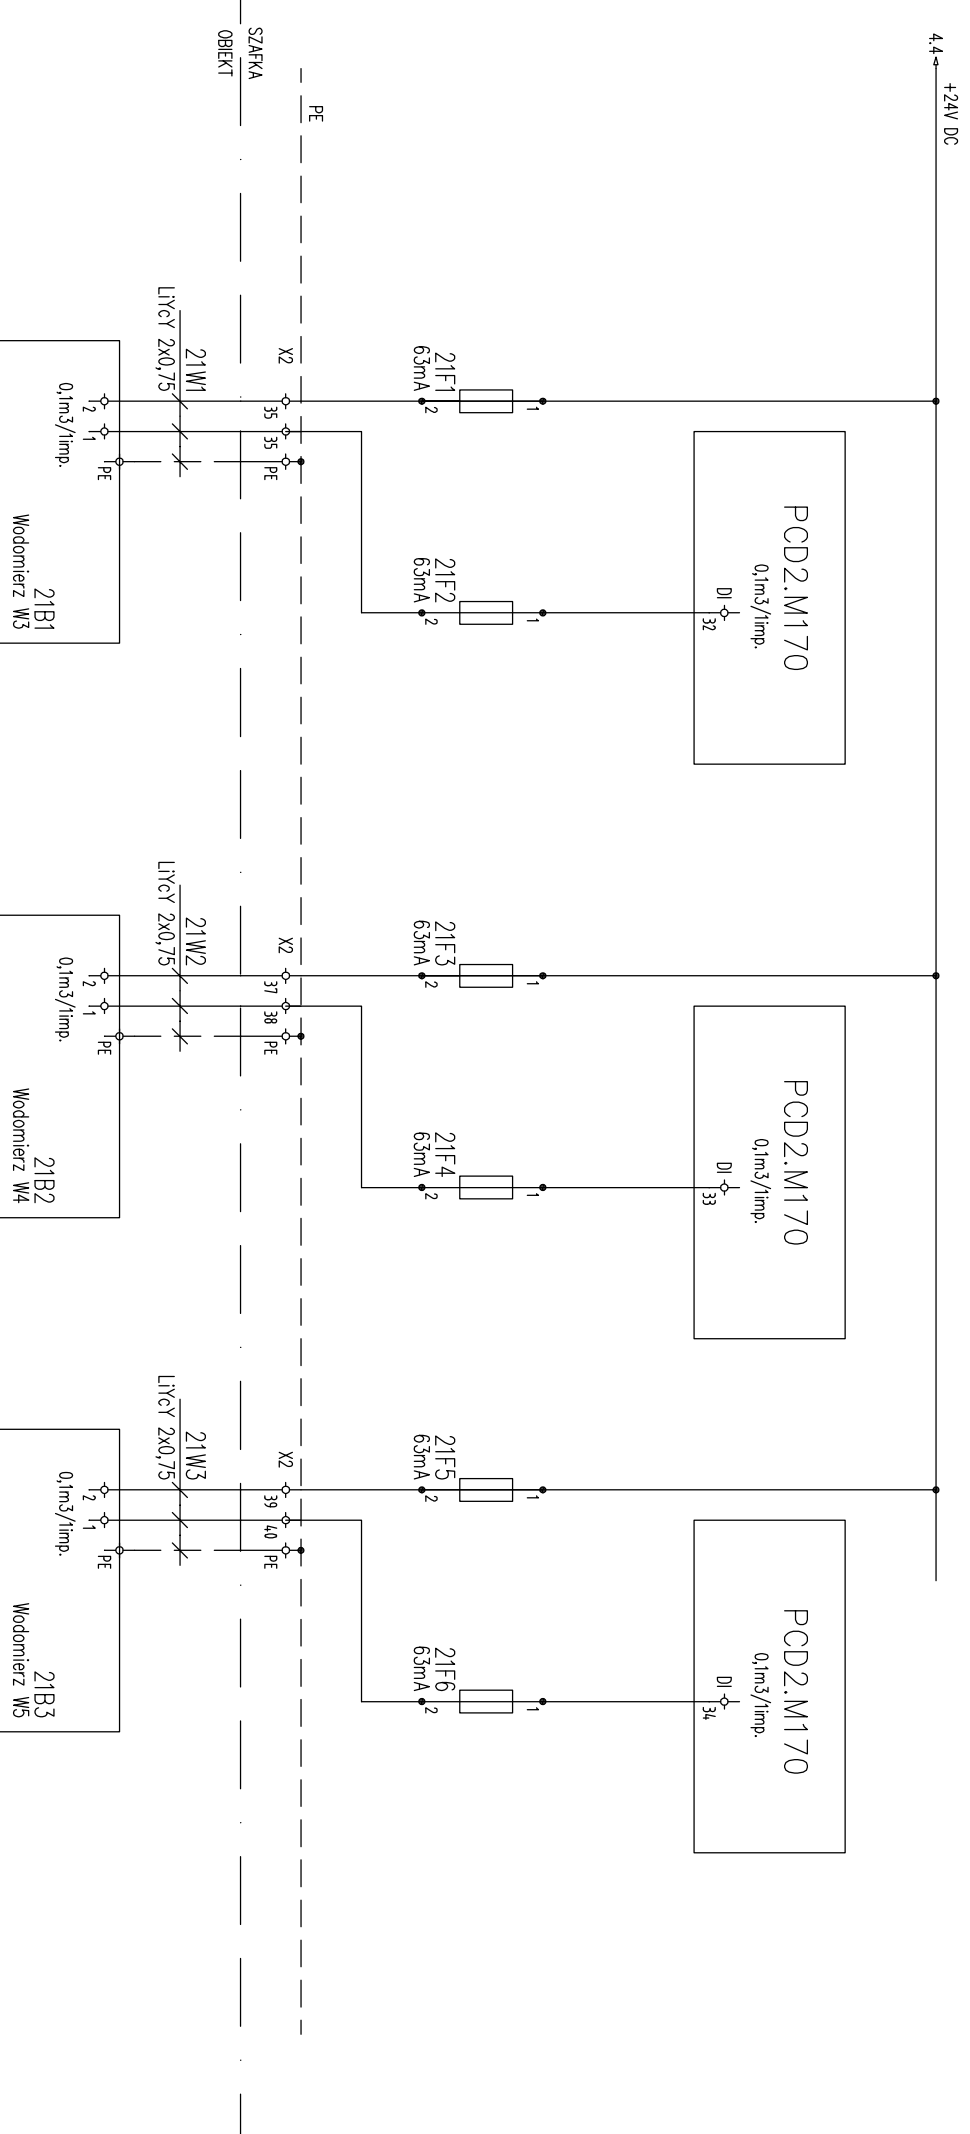 4.4
+24V DC
PCD2.M170
0,1m3/1imp.
DI
32
PCD2.M170
0,1m3/1imp.
DI
33
PCD2.M170
0,1m3/1imp.
DI
34
21F1
63mA
1
2
21F2
63mA
1
2
21F3
63mA
1
2
21F4
63mA
1
2
21F5
63mA
1
2
21F6
63mA
1
2
PE
X2
35
35
PE
X2
37
38
PE
X2
39
40
PE
SZAFKA
OBIEKT
21W1
LiYcY 2x0,75
21W2
LiYcY 2x0,75
21W3
LiYcY 2x0,75
2
1
PE
0,1m3/1imp.
21B1
Wodomierz W3
2
1
PE
0,1m3/1imp.
21B2
Wodomierz W4
2
1
PE
0,1m3/1imp.
21B3
Wodomierz W5